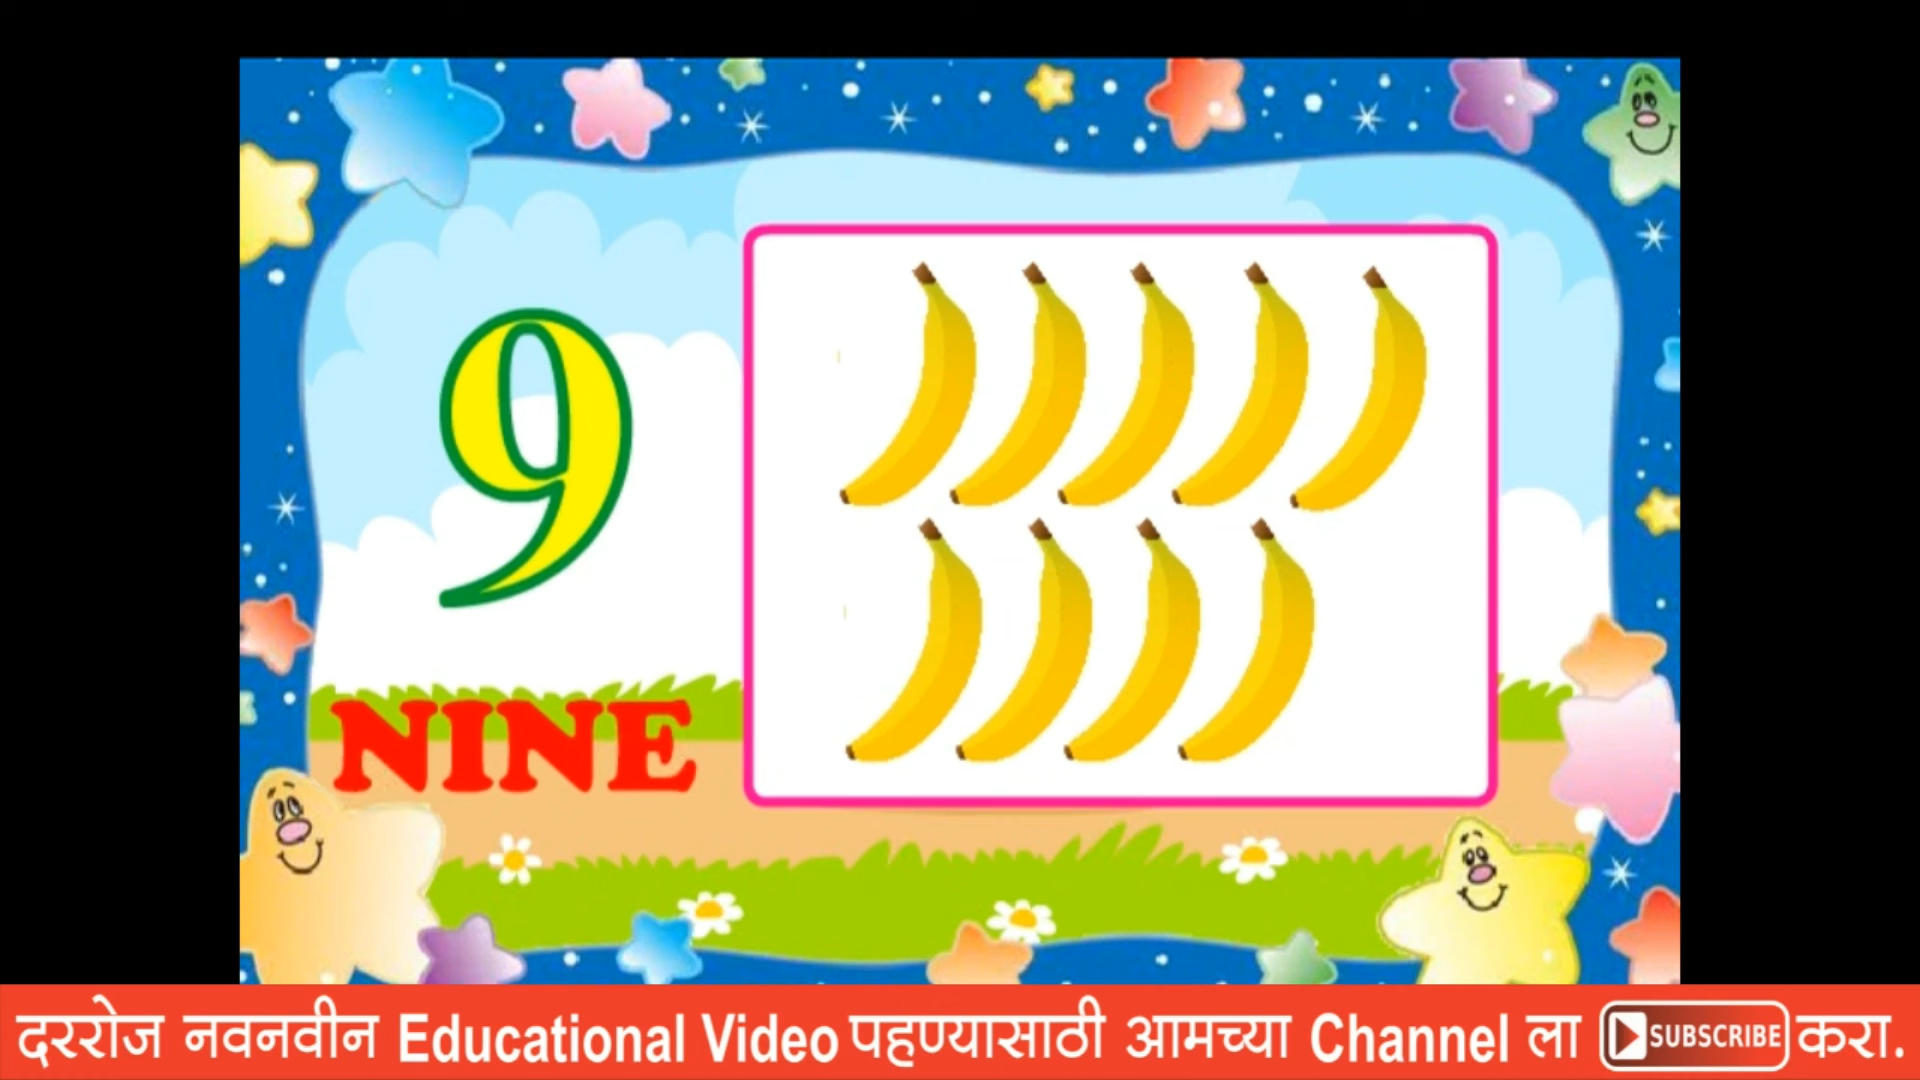 9
NINE
दररोज नवनवीन Educational Video पहण्यासाठी आमच्या Channel ला SUBSCRIBE करा.